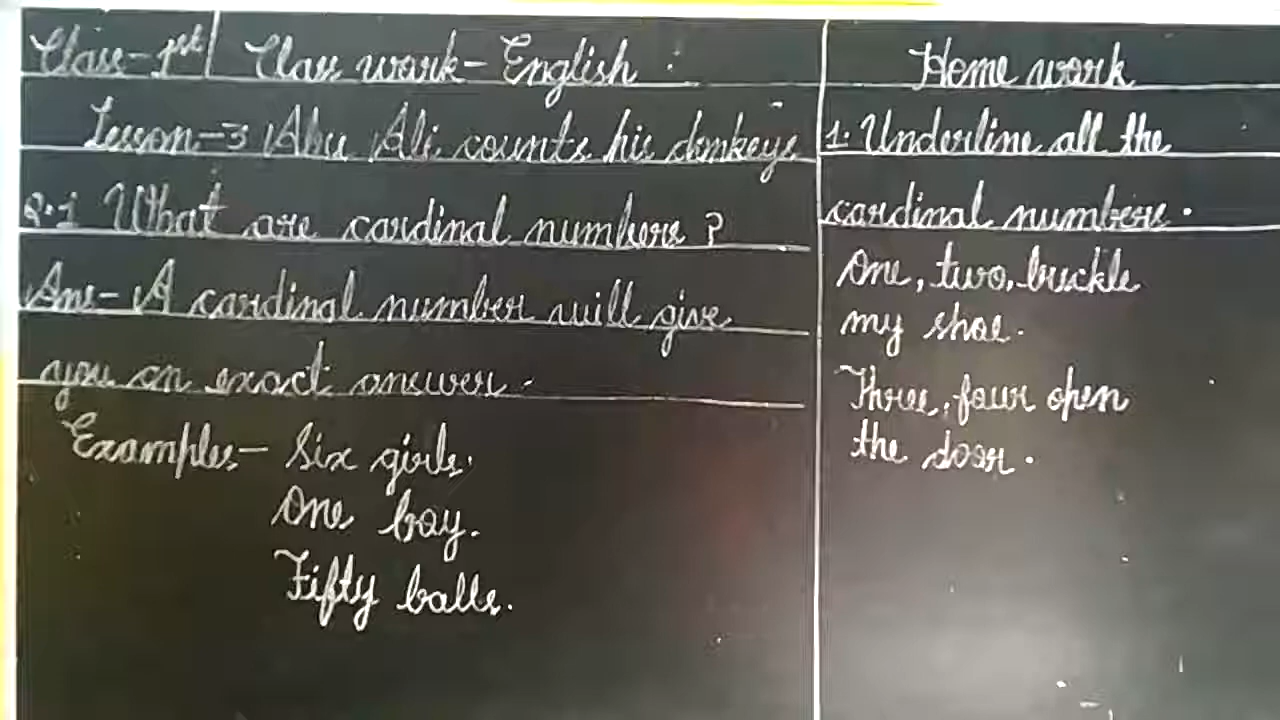 Class-1st Class work- English
Lesson-3 Abu Ali counts his donkeys
Q.1 What are cardinal numbers?
Ans- A cardinal number will give
you an exact answer.
Examples- Six girls.
One boy.
Fifty balls.
Home work
1. Underline all the
cardinal numbers.
One, two, buckle
my shoe.
Three, four open
the door.